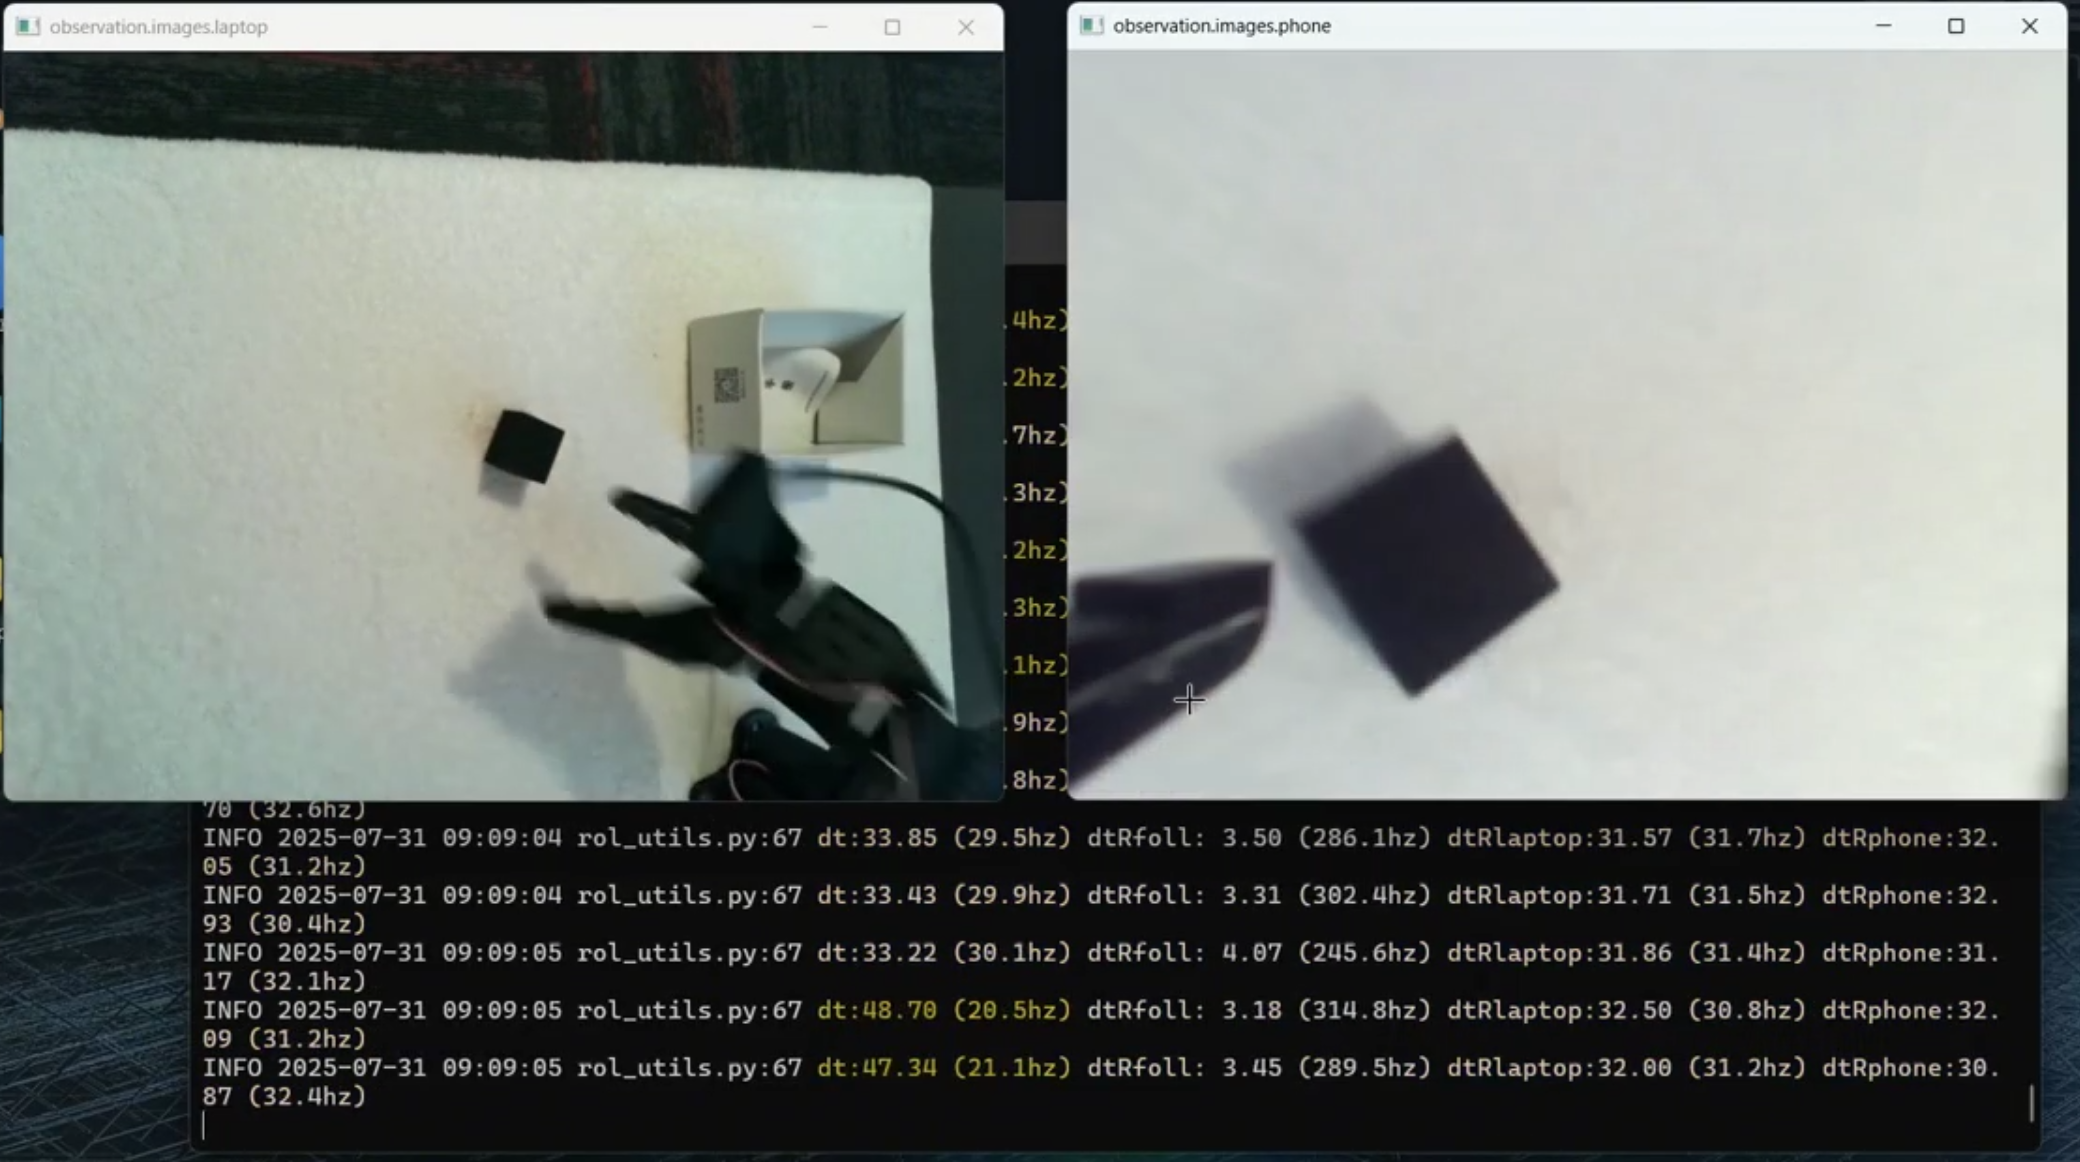 observation.images.laptop
observation.images.phone
.4hz)
.2hz)
.7hz)
.3hz)
.2hz)
.3hz)
.1hz)
.9hz)
.8hz)
70 (32.6hz)
INFO 2025-07-31 09:09:04 rol_utils.py:67 dt:33.85 (29.5hz) dtRfoll: 3.50 (286.1hz) dtRlaptop:31.57 (31.7hz) dtRphone:32.
05 (31.2hz)
INFO 2025-07-31 09:09:04 rol_utils.py:67 dt:33.43 (29.9hz) dtRfoll: 3.31 (302.4hz) dtRlaptop:31.71 (31.5hz) dtRphone:32.
93 (30.4hz)
INFO 2025-07-31 09:09:05 rol_utils.py:67 dt:33.22 (30.1hz) dtRfoll: 4.07 (245.6hz) dtRlaptop:31.86 (31.4hz) dtRphone:31.
17 (32.1hz)
INFO 2025-07-31 09:09:05 rol_utils.py:67 dt:48.70 (20.5hz) dtRfoll: 3.18 (314.8hz) dtRlaptop:32.50 (30.8hz) dtRphone:32.
09 (31.2hz)
INFO 2025-07-31 09:09:05 rol_utils.py:67 dt:47.34 (21.1hz) dtRfoll: 3.45 (289.5hz) dtRlaptop:32.00 (31.2hz) dtRphone:30.
87 (32.4hz)